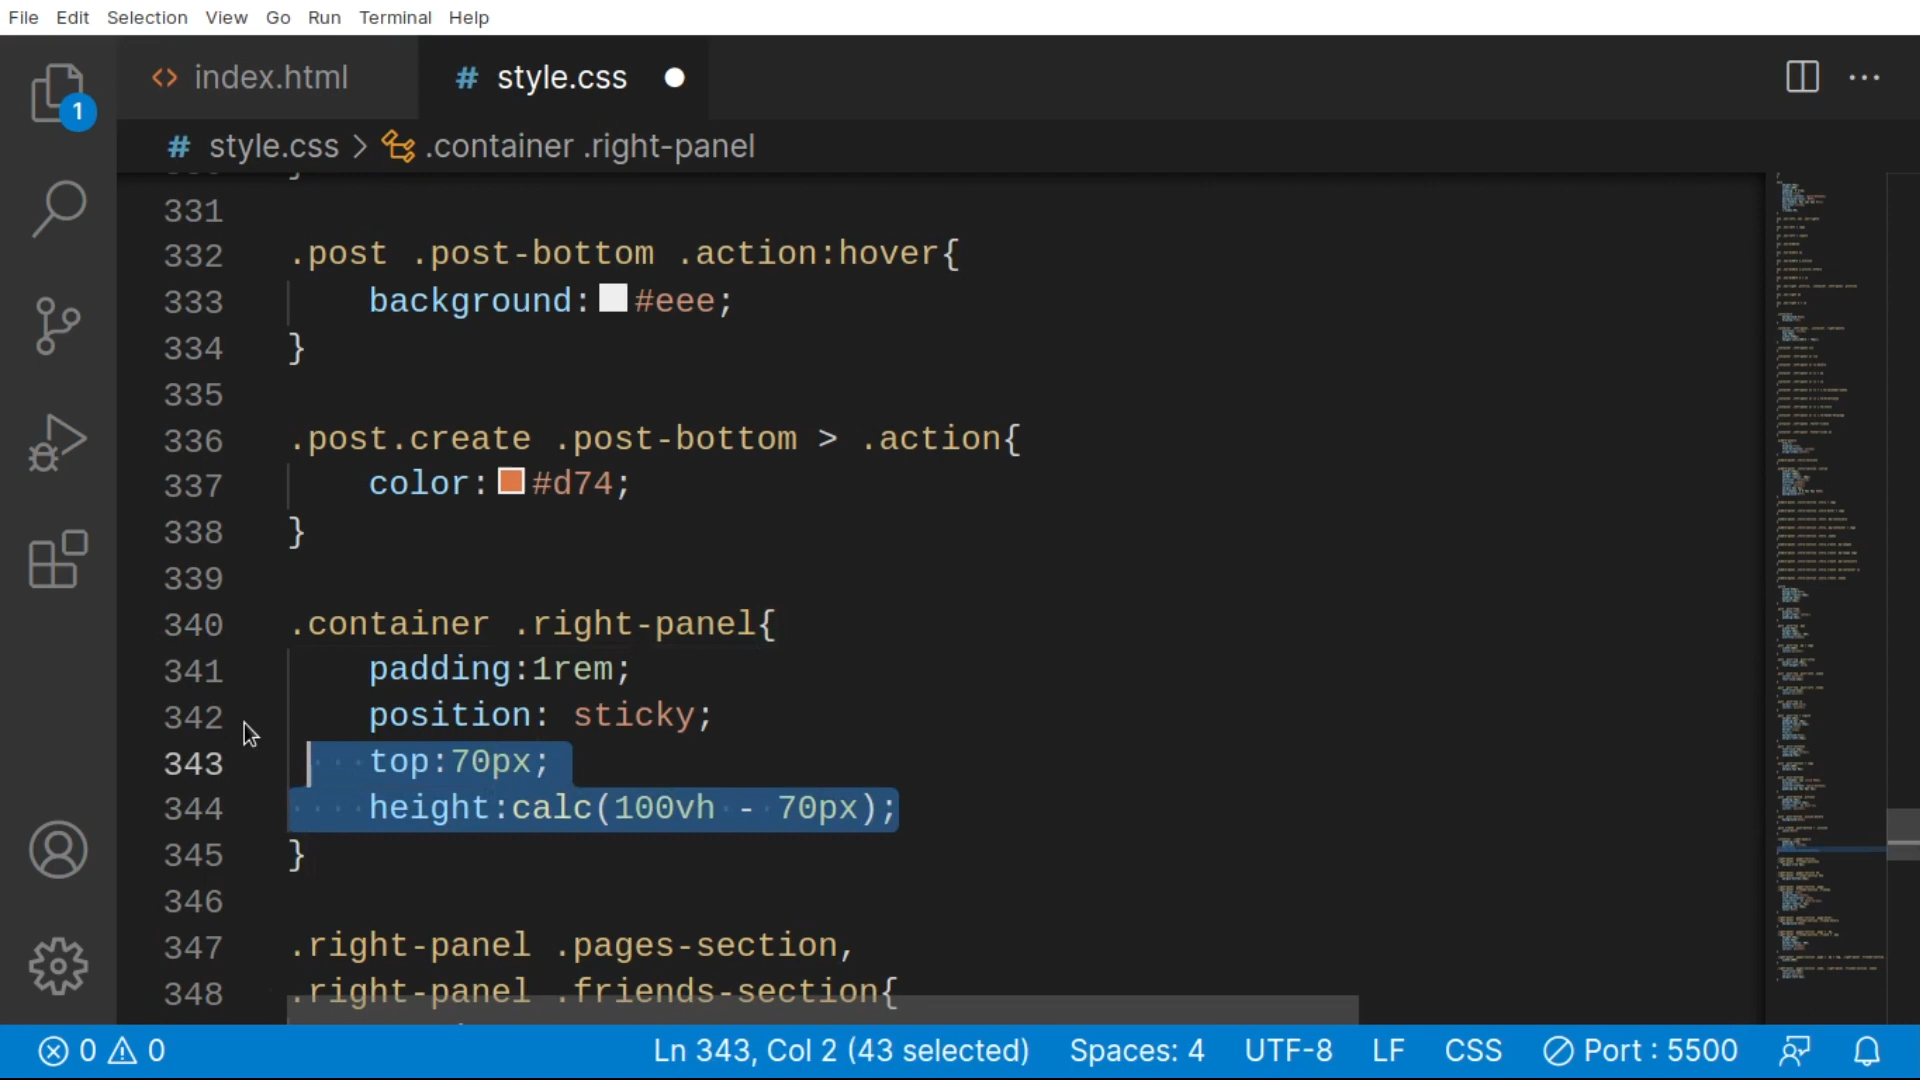 File Edit Selection View Go Run Terminal Help
1
<> index.html # style.css
# style.css > .container .right-panel
}
331
332 .post .post-bottom .action:hover{
333 background: #eee;
334 }
335
336 .post.create .post-bottom > .action{
337 color: #d74;
338 }
339
340 .container .right-panel{
341 padding:1rem;
342 position: sticky;
343 top:70px;
344 height:calc(100vh - 70px);
345 }
346
347 .right-panel .pages-section,
348 .right-panel .friends-section{
0 0 Ln 343, Col 2 (43 selected) Spaces: 4 UTF-8 LF CSS Port : 5500